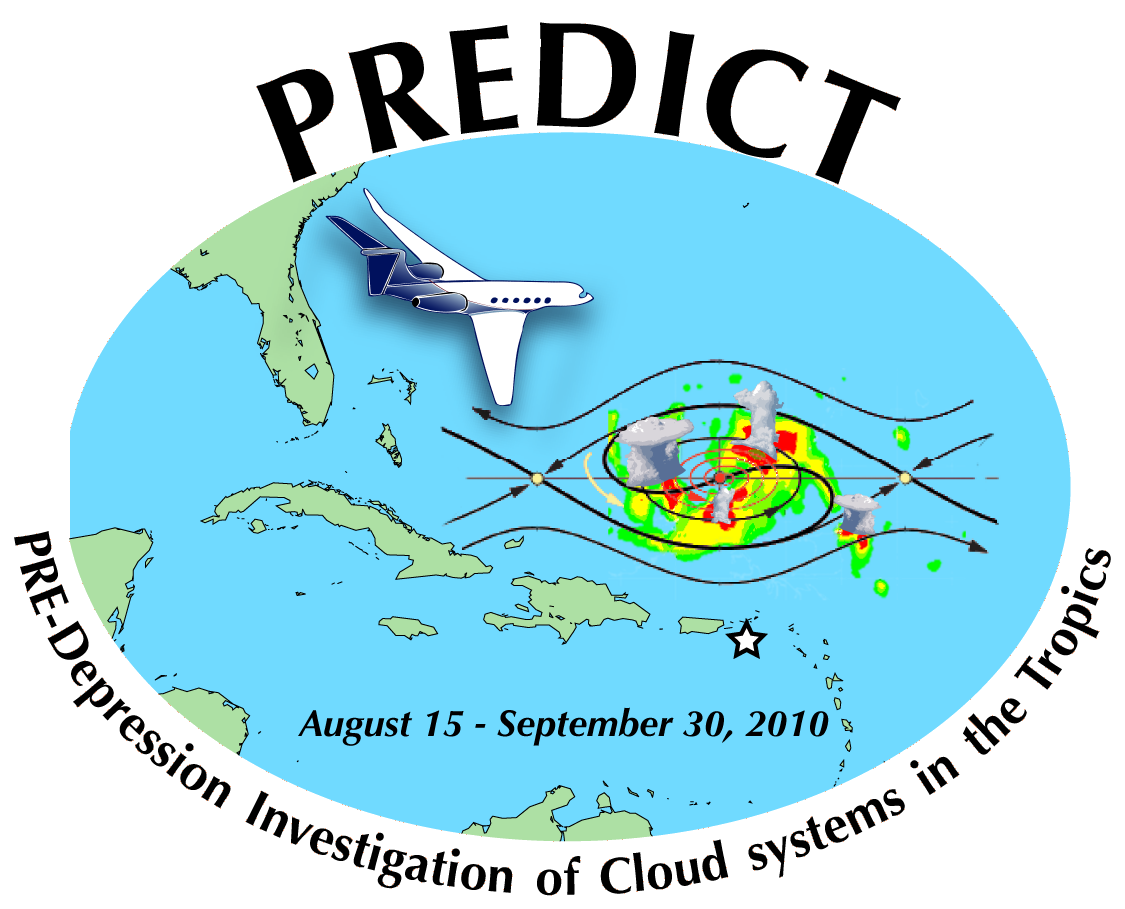 PREDICT
August 15 - September 30, 2010
PRE-Depression Investigation of Cloud systems in the Tropics